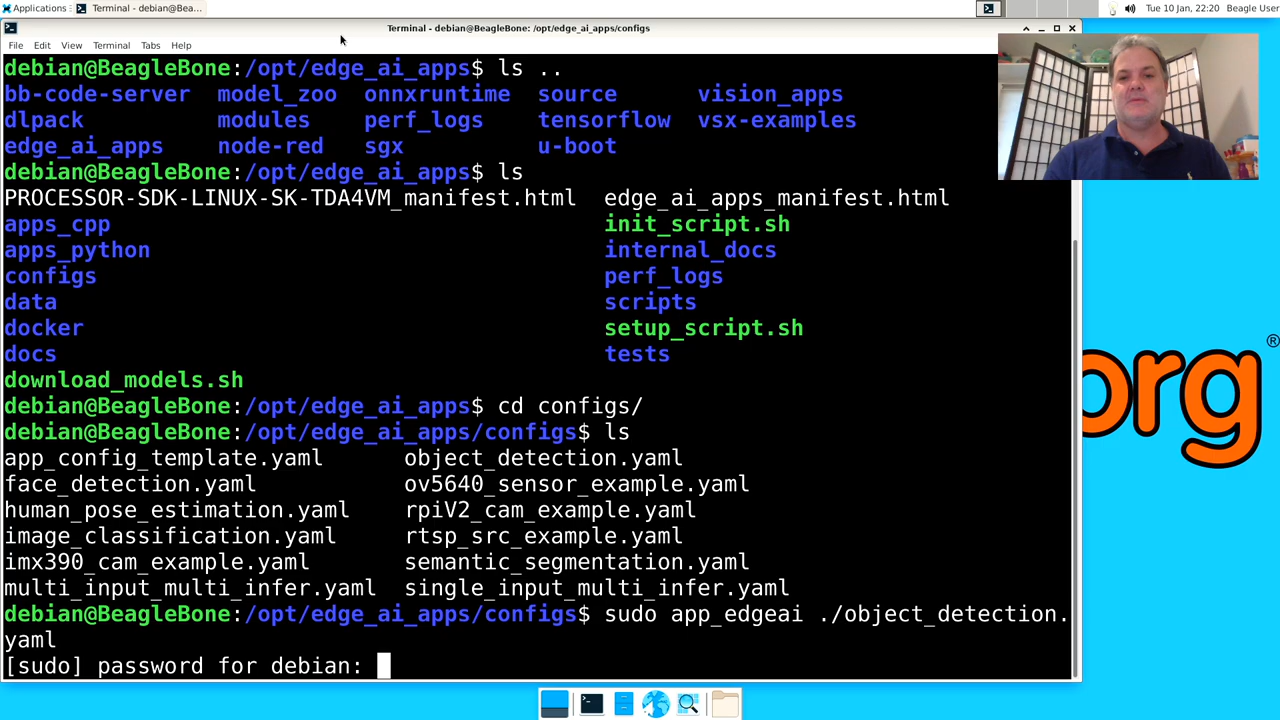 Applications
Terminal - debian@Bea...
Tue 10 Jan, 22:20
Beagle User
Terminal - debian@BeagleBone: /opt/edge_ai_apps/configs
File Edit View Terminal Tabs Help
debian@BeagleBone:/opt/edge_ai_apps$ ls ..
bb-code-server model_zoo onnxruntime source vision_apps
dlpack modules perf_logs tensorflow vsx-examples
edge_ai_apps node-red sgx u-boot
debian@BeagleBone:/opt/edge_ai_apps$ ls
PROCESSOR-SDK-LINUX-SK-TDA4VM_manifest.html edge_ai_apps_manifest.html
apps_cpp init_script.sh
apps_python internal_docs
configs perf_logs
data scripts
docker setup_script.sh
docs tests
download_models.sh
debian@BeagleBone:/opt/edge_ai_apps$ cd configs/
debian@BeagleBone:/opt/edge_ai_apps/configs$ ls
app_config_template.yaml object_detection.yaml
face_detection.yaml ov5640_sensor_example.yaml
human_pose_estimation.yaml rpiV2_cam_example.yaml
image_classification.yaml rtsp_src_example.yaml
imx390_cam_example.yaml semantic_segmentation.yaml
multi_input_multi_infer.yaml single_input_multi_infer.yaml
debian@BeagleBone:/opt/edge_ai_apps/configs$ sudo app_edgeai ./object_detection.
yaml
[sudo] password for debian:
org®